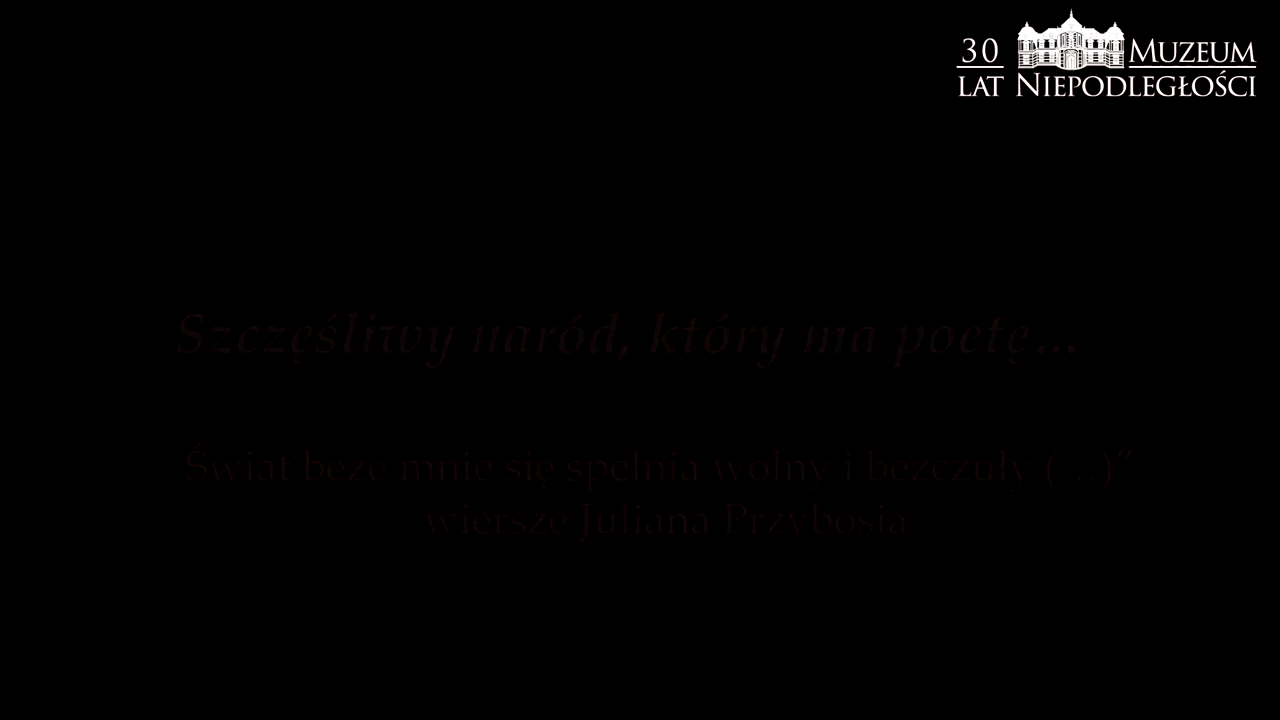 30 MUZEUM
LAT NIEPODLEGŁOŚCI
Szczęśliwy naród, który ma poetę...
Świat beze mnie się spełnia wolny i bezczuły (...)”
wiersze Juliana Przybosia